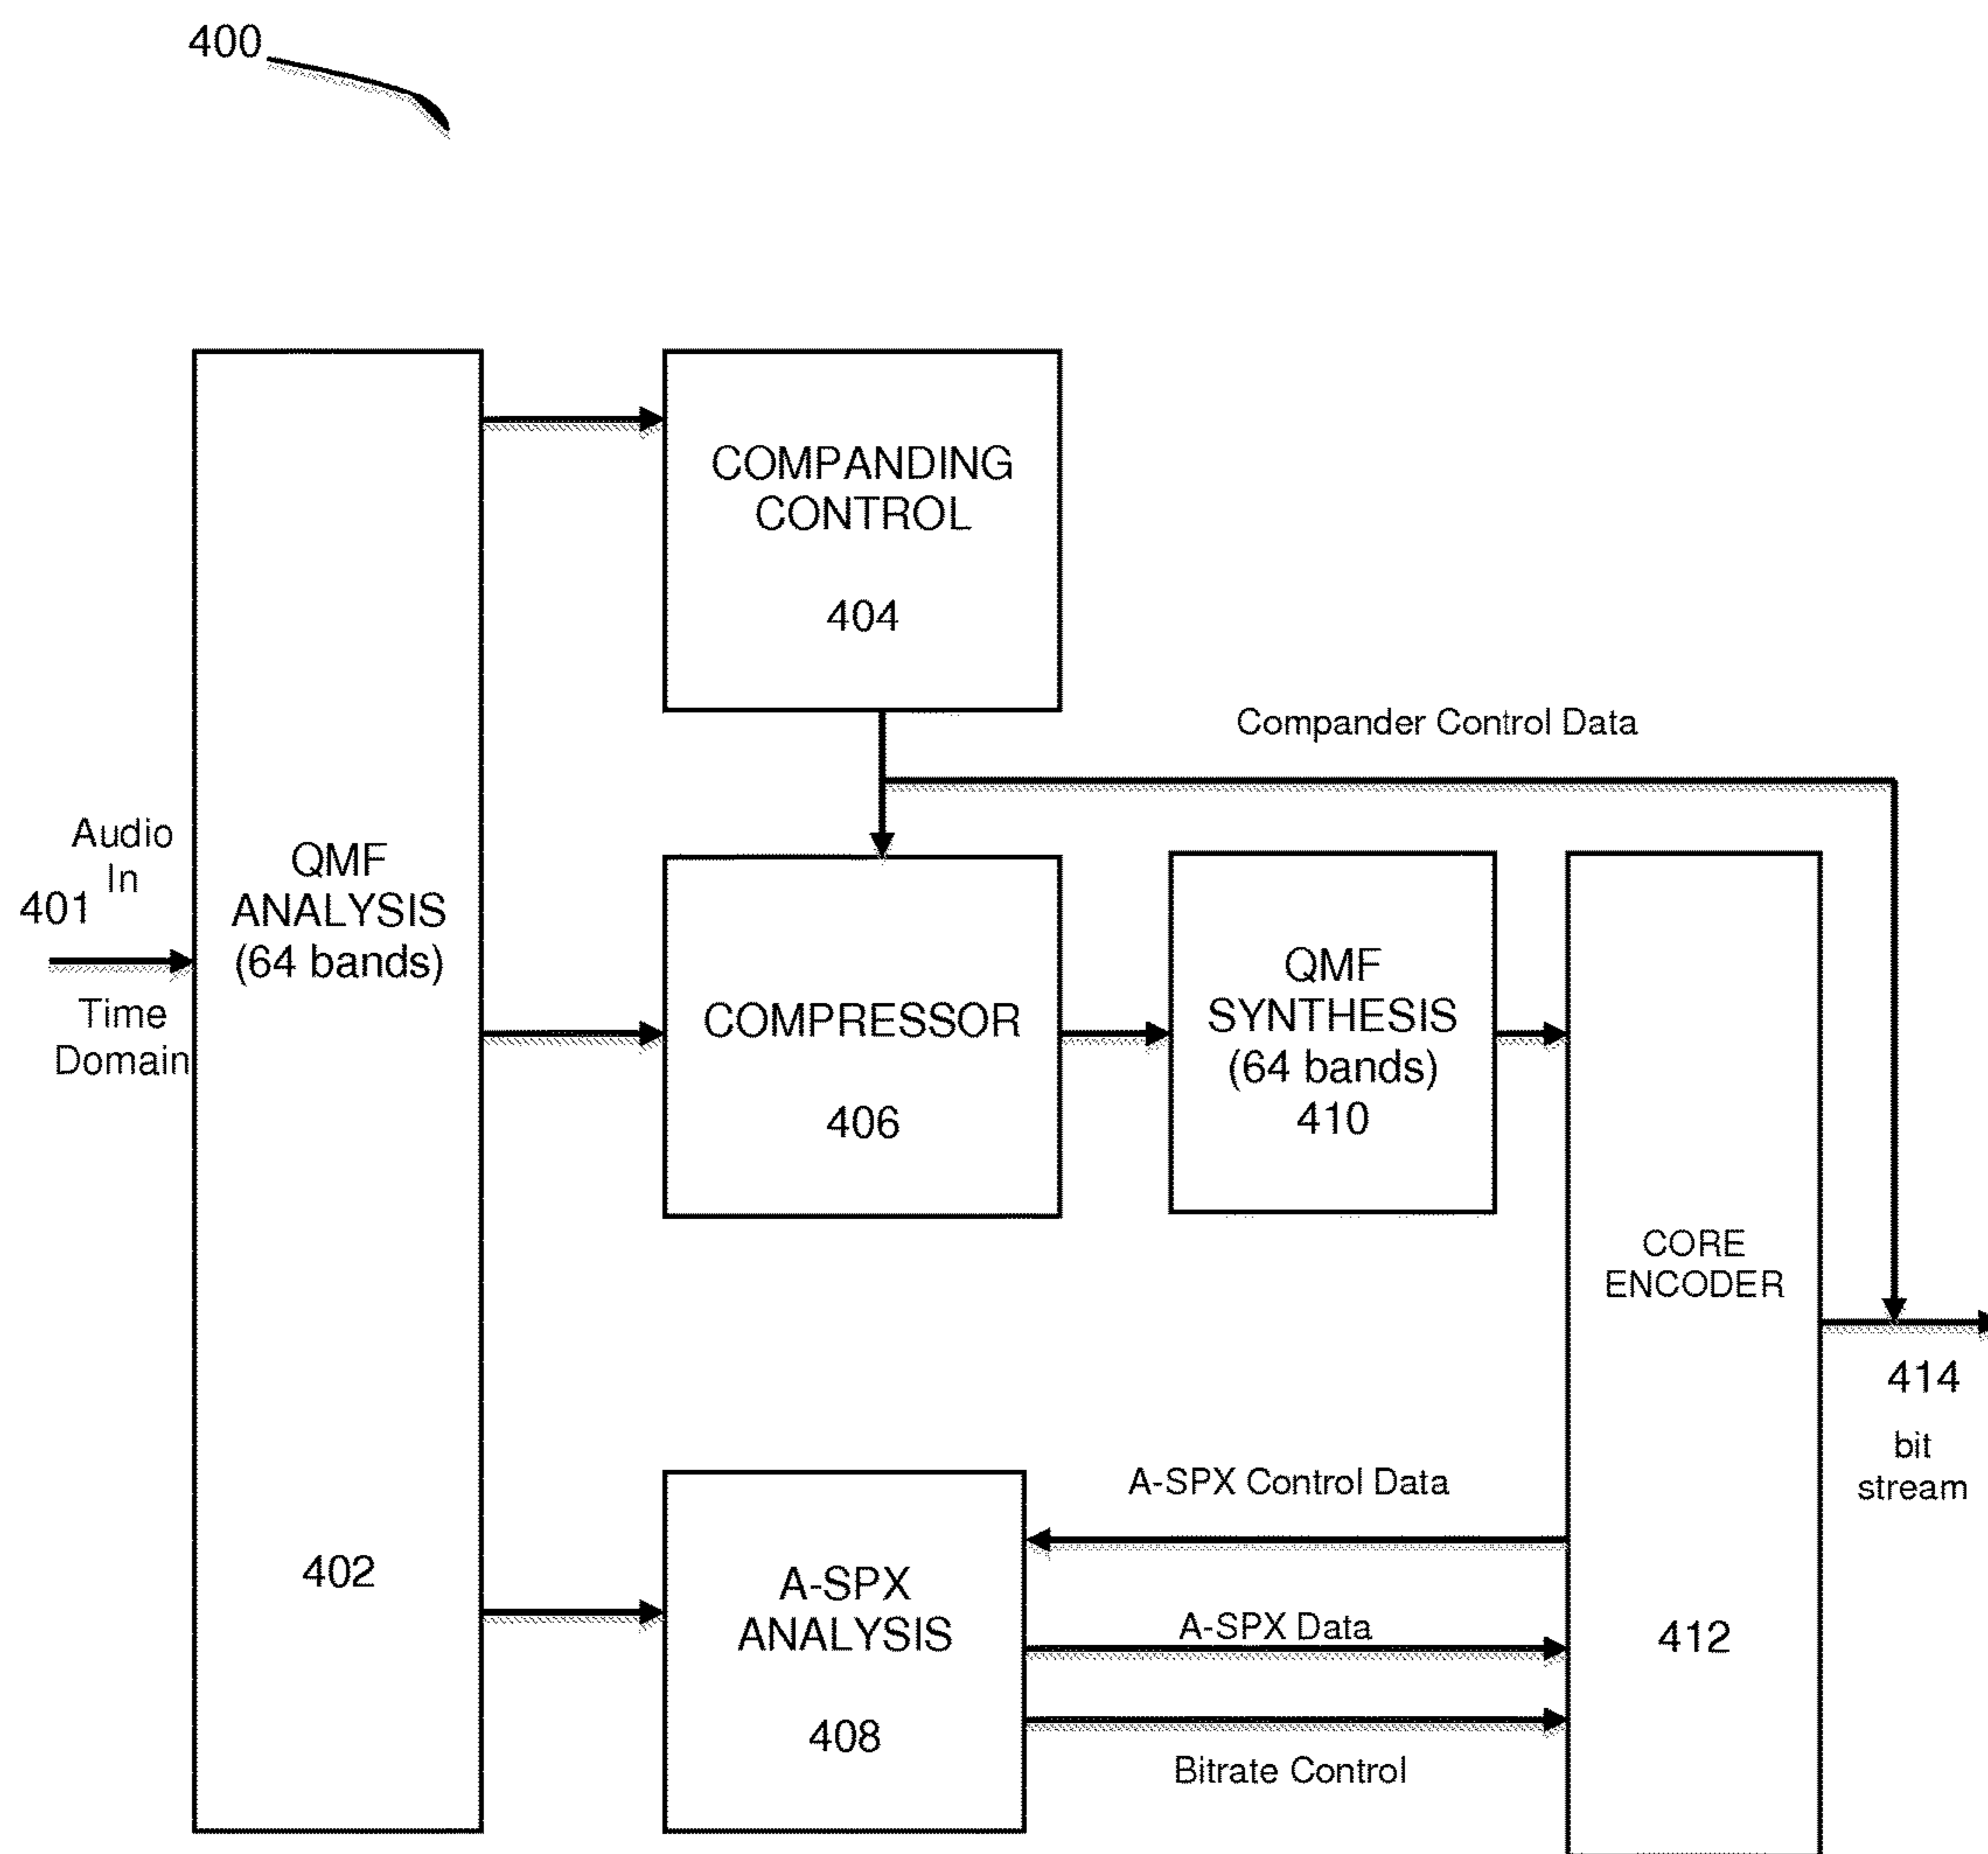 400
COMPANDING
CONTROL
404
Compander Control Data
Audio
In
401
Time
Domain
QMF
ANALYSIS
(64 bands)
402
COMPRESSOR
406
QMF
SYNTHESIS
(64 bands)
410
CORE
ENCODER
412
414
bit
stream
A-SPX
ANALYSIS
408
A-SPX Control Data
A-SPX Data
Bitrate Control